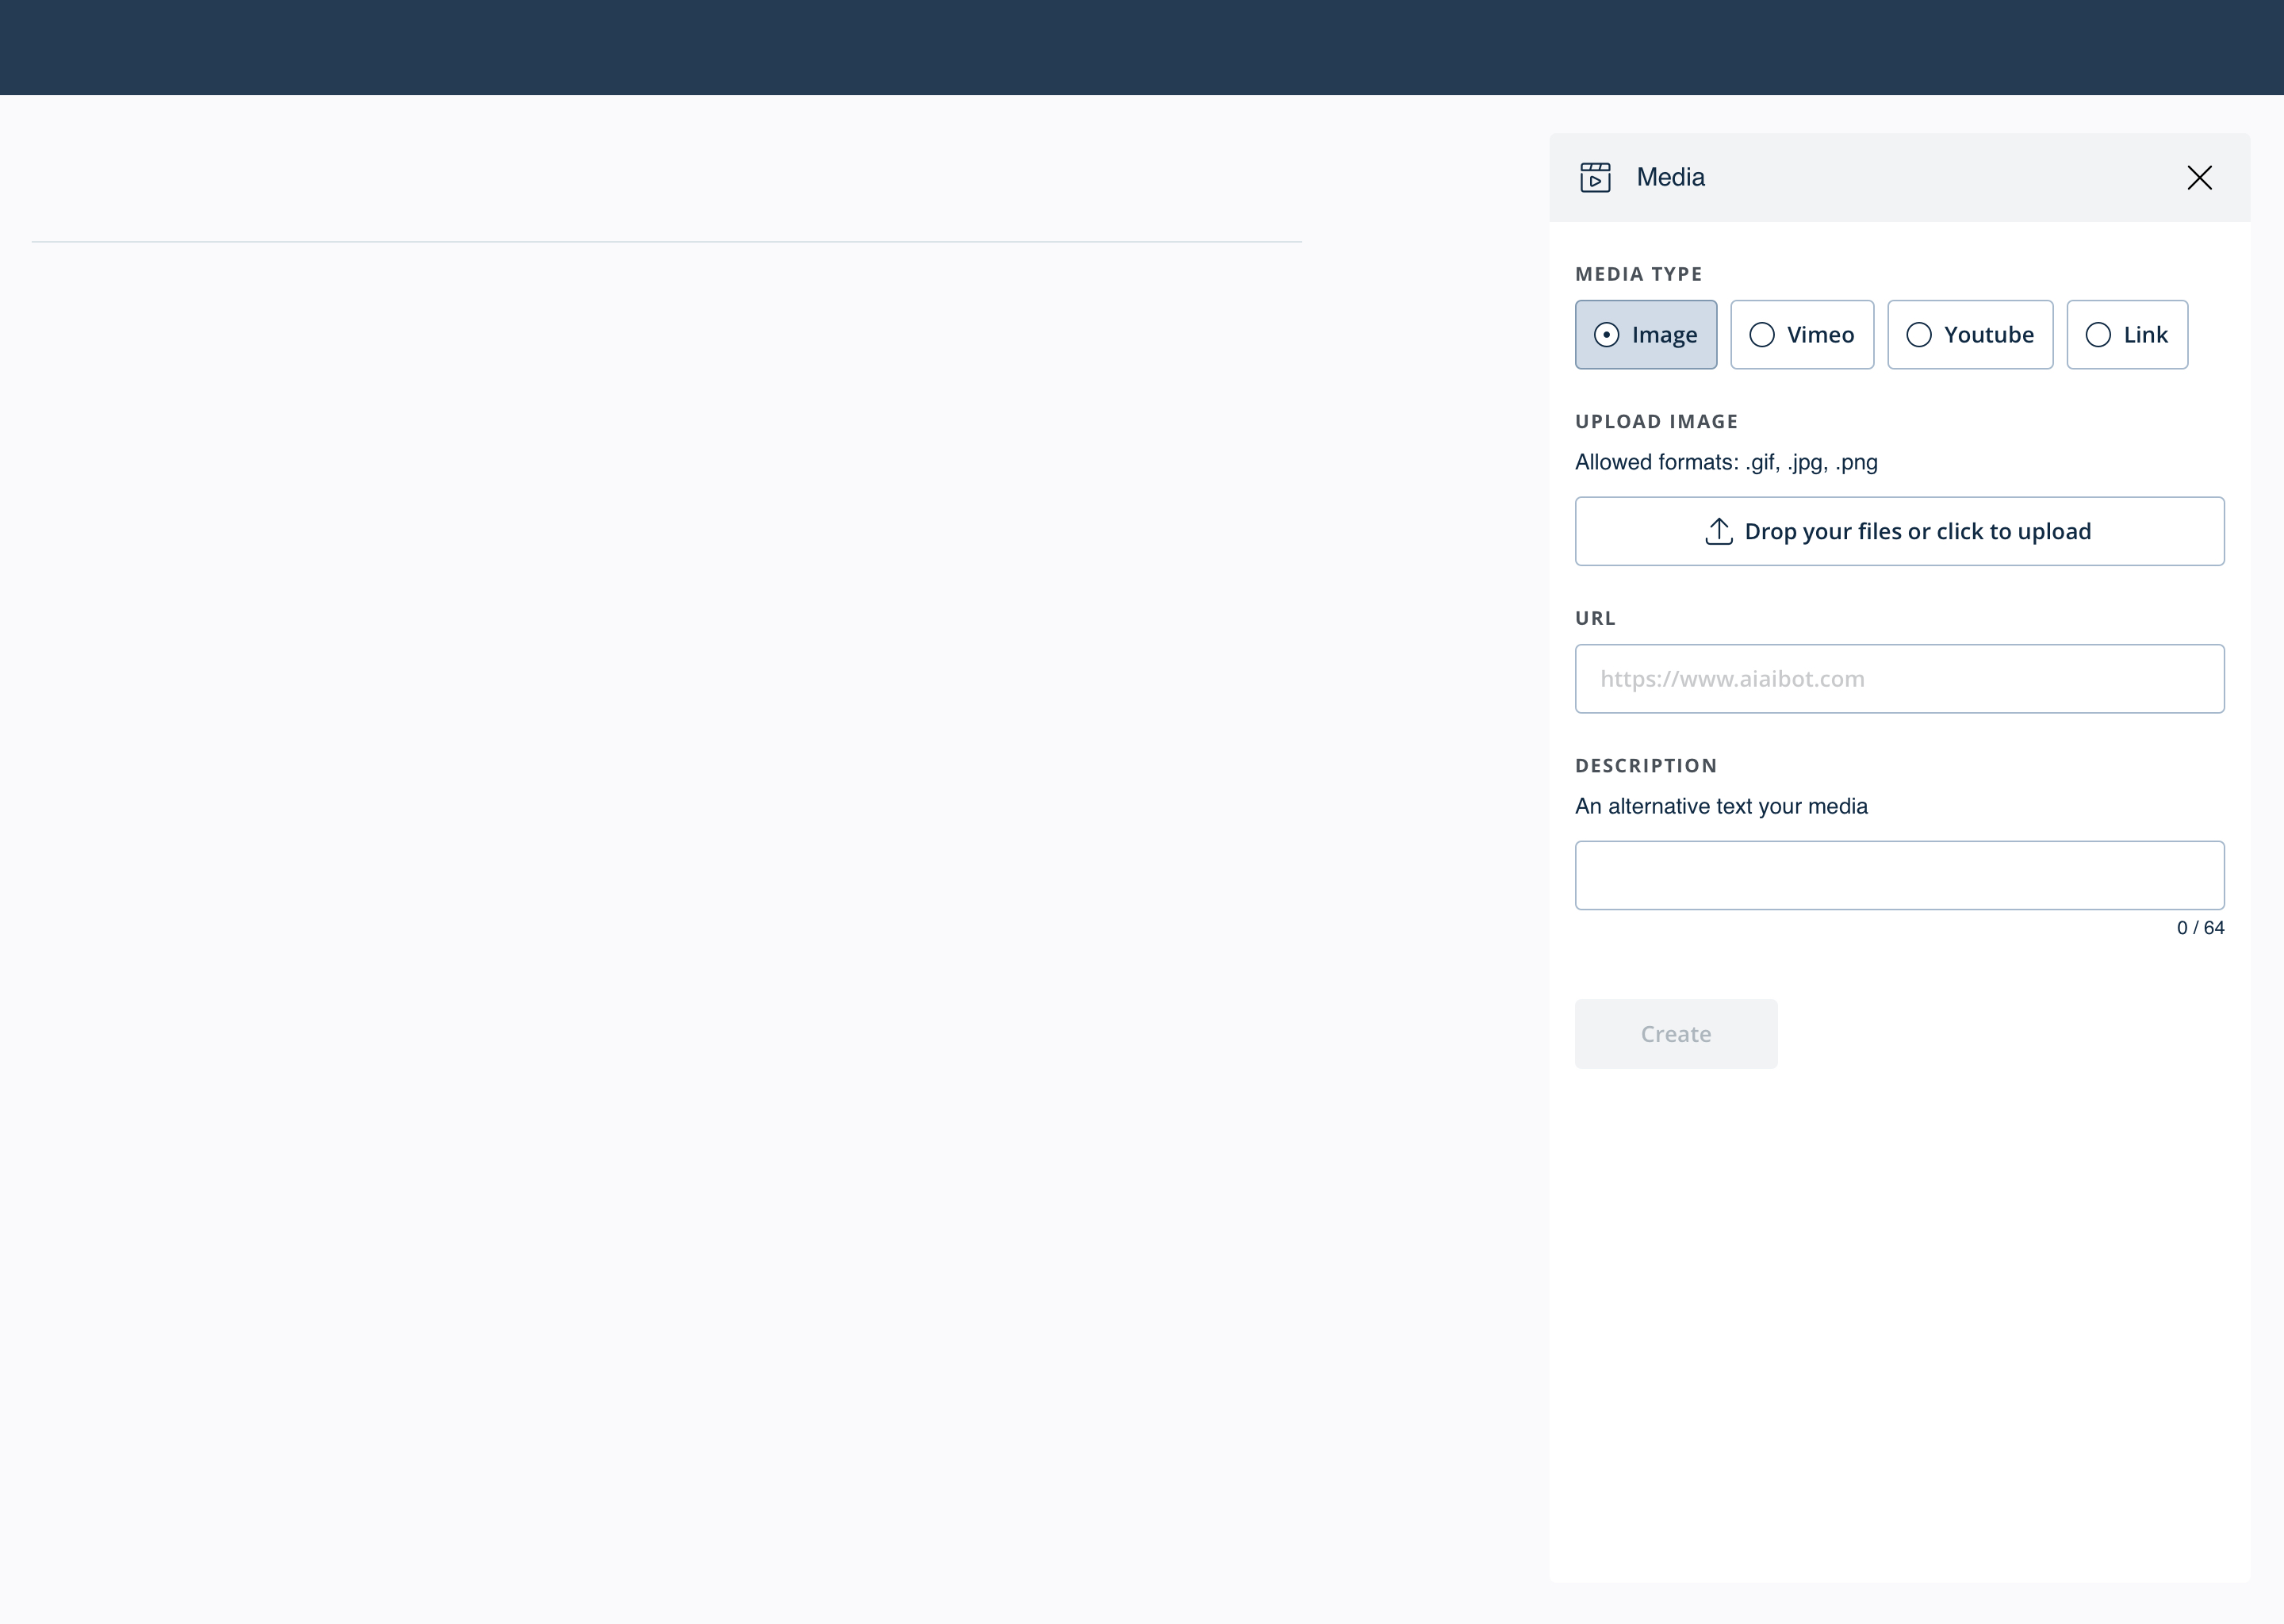 Media
MEDIA TYPE
Image Vimeo Youtube Link
UPLOAD IMAGE
Allowed formats: .gif, .jpg, .png
Drop your files or click to upload
URL
https://www.aiaibot.com
DESCRIPTION
An alternative text your media
0 / 64
Create